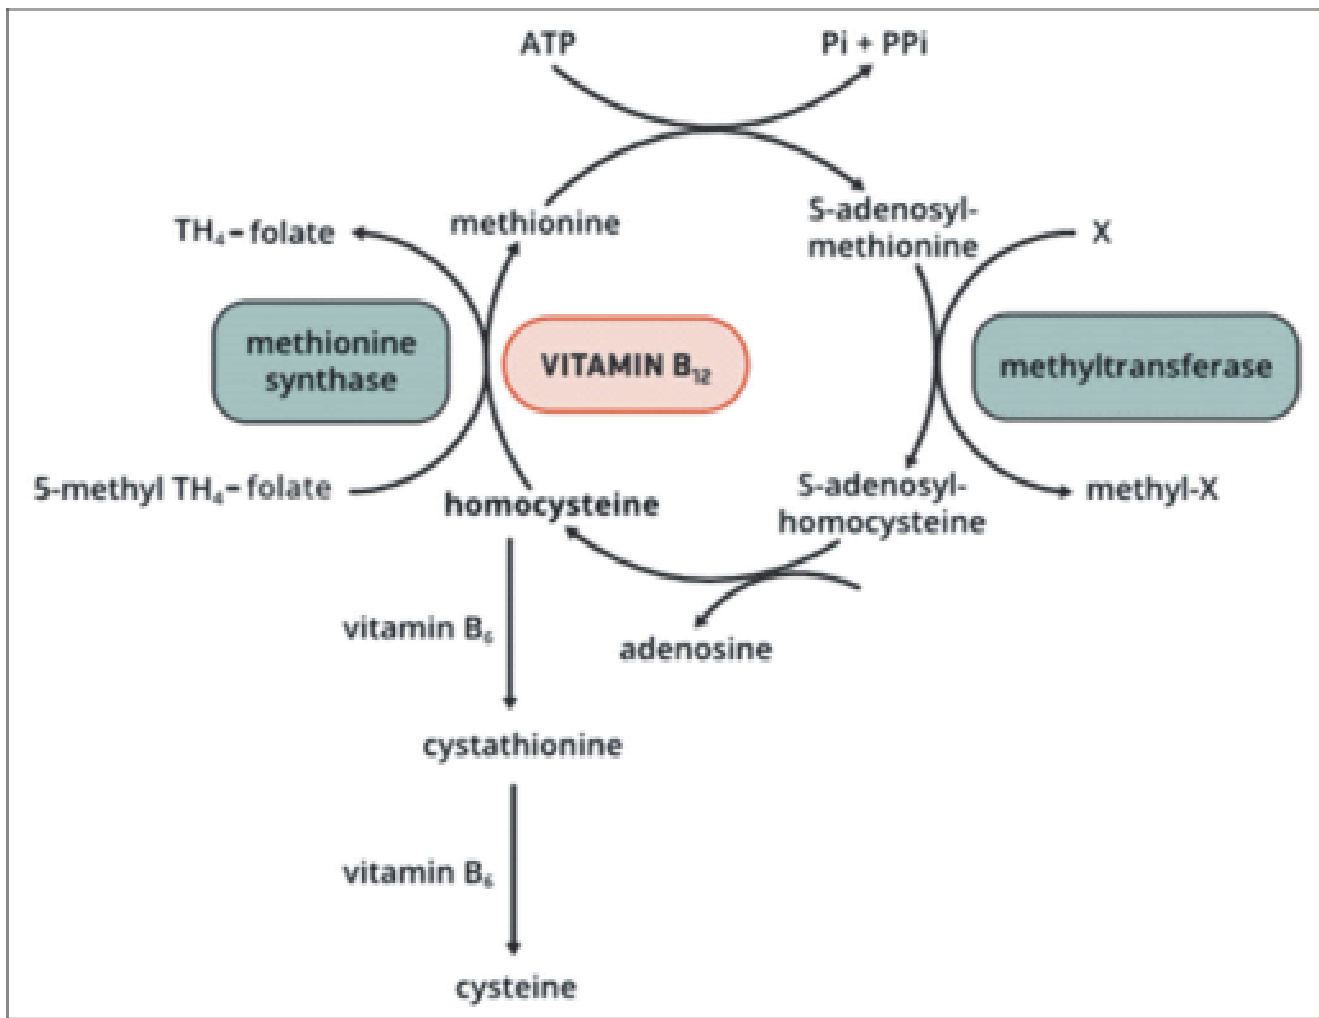 ATP
Pi + PPi
methionine
S-adenosyl-
methionine
TH₄-folate
X
methionine
synthase
VITAMIN B₁₂
methyltransferase
5-methyl TH₄-folate
homocysteine
S-adenosyl-
homocysteine
methyl-X
vitamin B₆
adenosine
cystathionine
vitamin B₆
cysteine